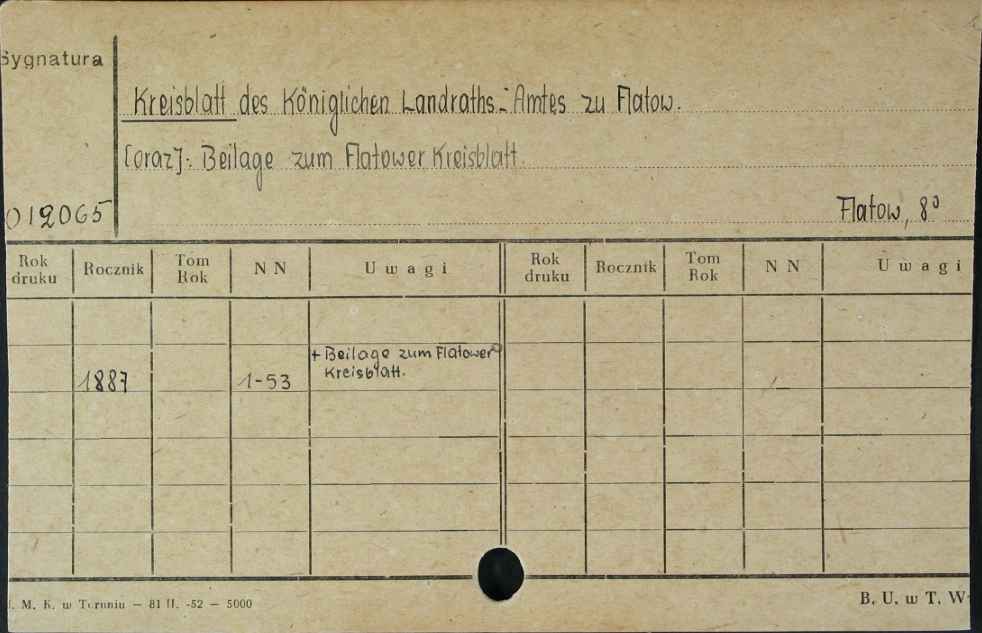 Sygnatura
Kreisblatt des Königlichen Landraths-Amtes zu Flatow.
[oraz]: Beilage zum Flatower Kreisblatt.
012065
Flatow, 8°
Rok druku Rocznik Tom Rok N N Uwagi Rok druku Rocznik Tom Rok N N Uwagi
+ Beilage zum Flatower
1887 1-53 Kreisblatt.
. M. K. w Toruniu — 81 II. -52 — 5000
B. U. w T. W